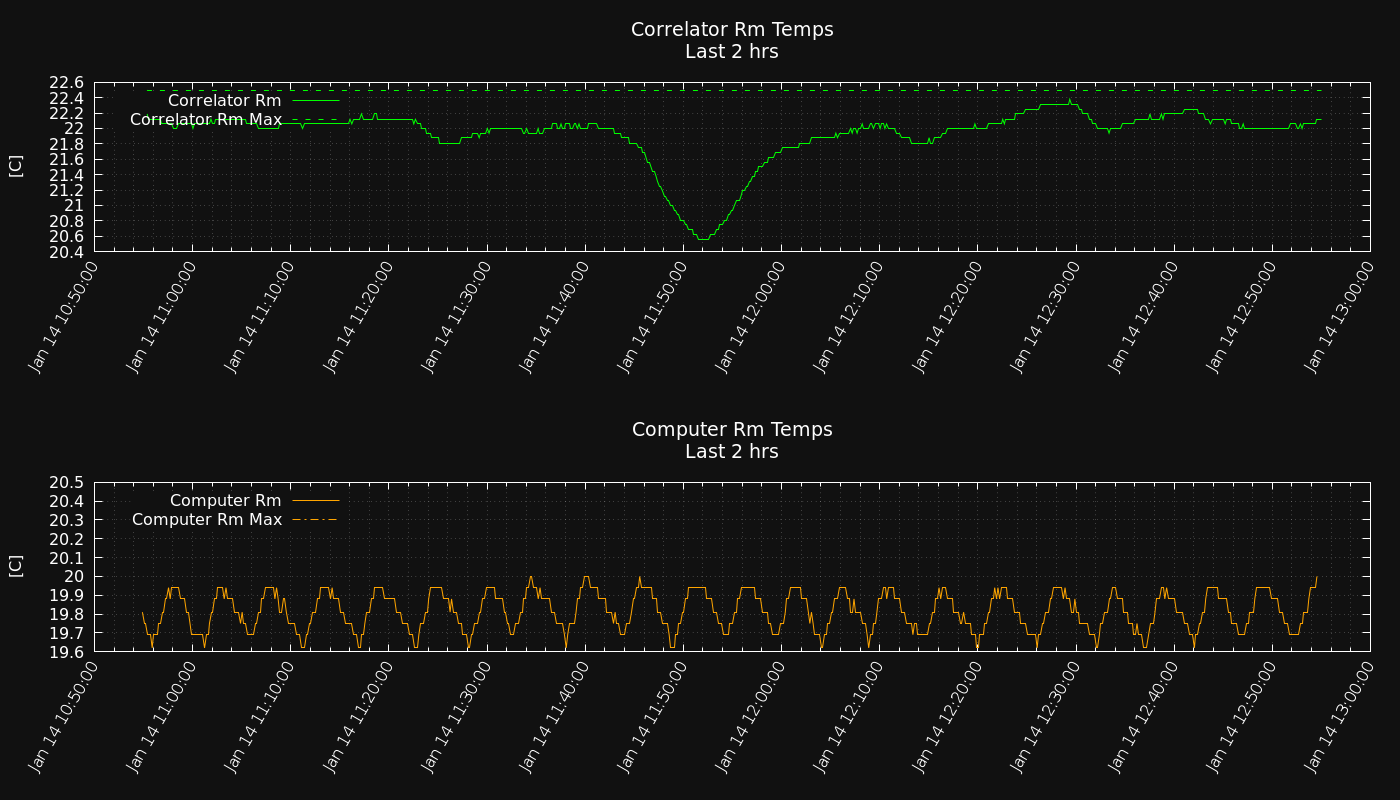 Correlator Rm Temps
Last 2 hrs
22.6
22.4
22.2
22
21.8
21.6
21.4
21.2
21
20.8
20.6
20.4
[C]
Correlator Rm
Correlator Rm Max
Jan 14 10:50:00
Jan 14 11:00:00
Jan 14 11:10:00
Jan 14 11:20:00
Jan 14 11:30:00
Jan 14 11:40:00
Jan 14 11:50:00
Jan 14 12:00:00
Jan 14 12:10:00
Jan 14 12:20:00
Jan 14 12:30:00
Jan 14 12:40:00
Jan 14 12:50:00
Jan 14 13:00:00
Computer Rm Temps
Last 2 hrs
20.5
20.4
20.3
20.2
20.1
20
19.9
19.8
19.7
19.6
[C]
Computer Rm
Computer Rm Max
Jan 14 10:50:00
Jan 14 11:00:00
Jan 14 11:10:00
Jan 14 11:20:00
Jan 14 11:30:00
Jan 14 11:40:00
Jan 14 11:50:00
Jan 14 12:00:00
Jan 14 12:10:00
Jan 14 12:20:00
Jan 14 12:30:00
Jan 14 12:40:00
Jan 14 12:50:00
Jan 14 13:00:00